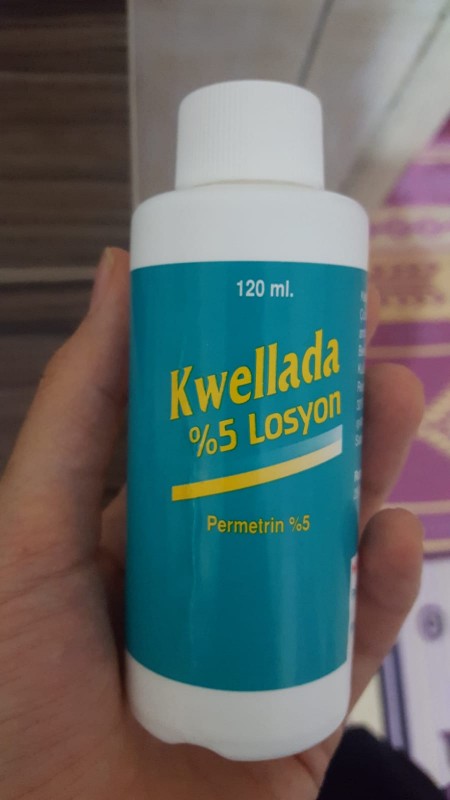 120 ml.
Kwellada
%5 Losyon
Permetrin %5